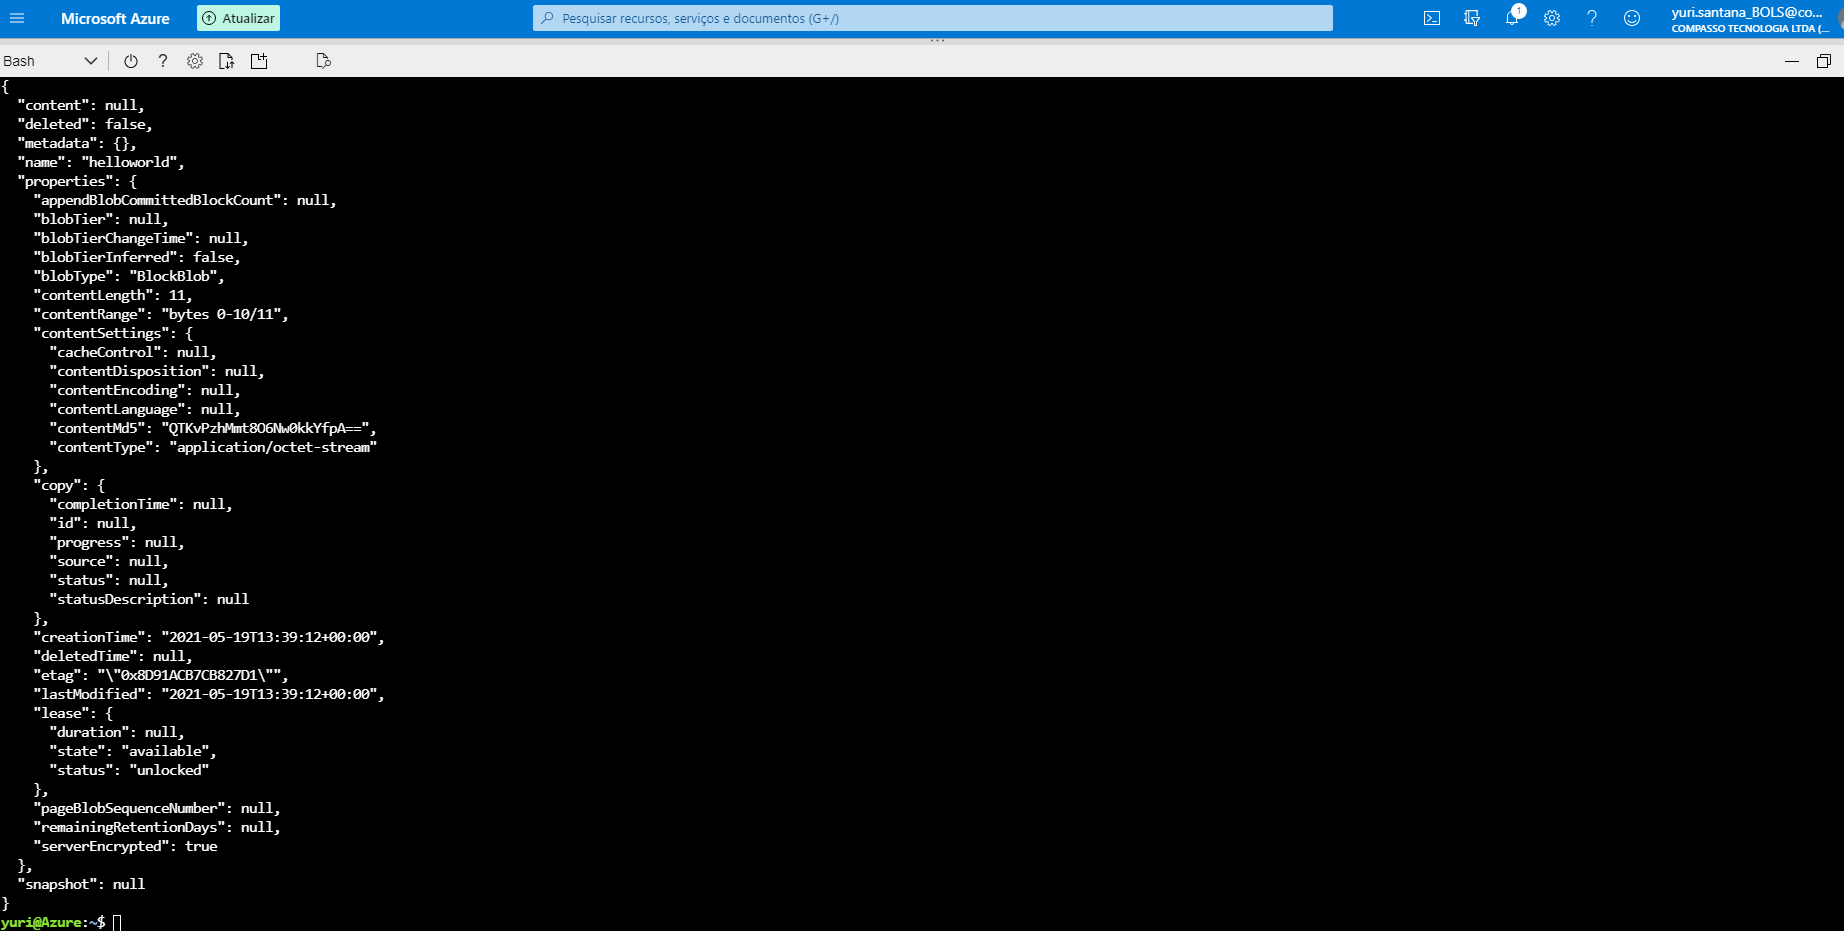 Microsoft Azure
Atualizar
Pesquisar recursos, serviços e documentos (G+/)
1
yuri.santana_BOLS@co...
COMPASSO TECNOLOGIA LTDA (...
Bash
{
  "content": null,
  "deleted": false,
  "metadata": {},
  "name": "helloworld",
  "properties": {
    "appendBlobCommittedBlockCount": null,
    "blobTier": null,
    "blobTierChangeTime": null,
    "blobTierInferred": false,
    "blobType": "BlockBlob",
    "contentLength": 11,
    "contentRange": "bytes 0-10/11",
    "contentSettings": {
      "cacheControl": null,
      "contentDisposition": null,
      "contentEncoding": null,
      "contentLanguage": null,
      "contentMd5": "QTKvPzhMmt8O6Nw0kkYfpA==",
      "contentType": "application/octet-stream"
    },
    "copy": {
      "completionTime": null,
      "id": null,
      "progress": null,
      "source": null,
      "status": null,
      "statusDescription": null
    },
    "creationTime": "2021-05-19T13:39:12+00:00",
    "deletedTime": null,
    "etag": "\"0x8D91ACB7CB827D1\"",
    "lastModified": "2021-05-19T13:39:12+00:00",
    "lease": {
      "duration": null,
      "state": "available",
      "status": "unlocked"
    },
    "pageBlobSequenceNumber": null,
    "remainingRetentionDays": null,
    "serverEncrypted": true
  },
  "snapshot": null
}
yuri@Azure:~$